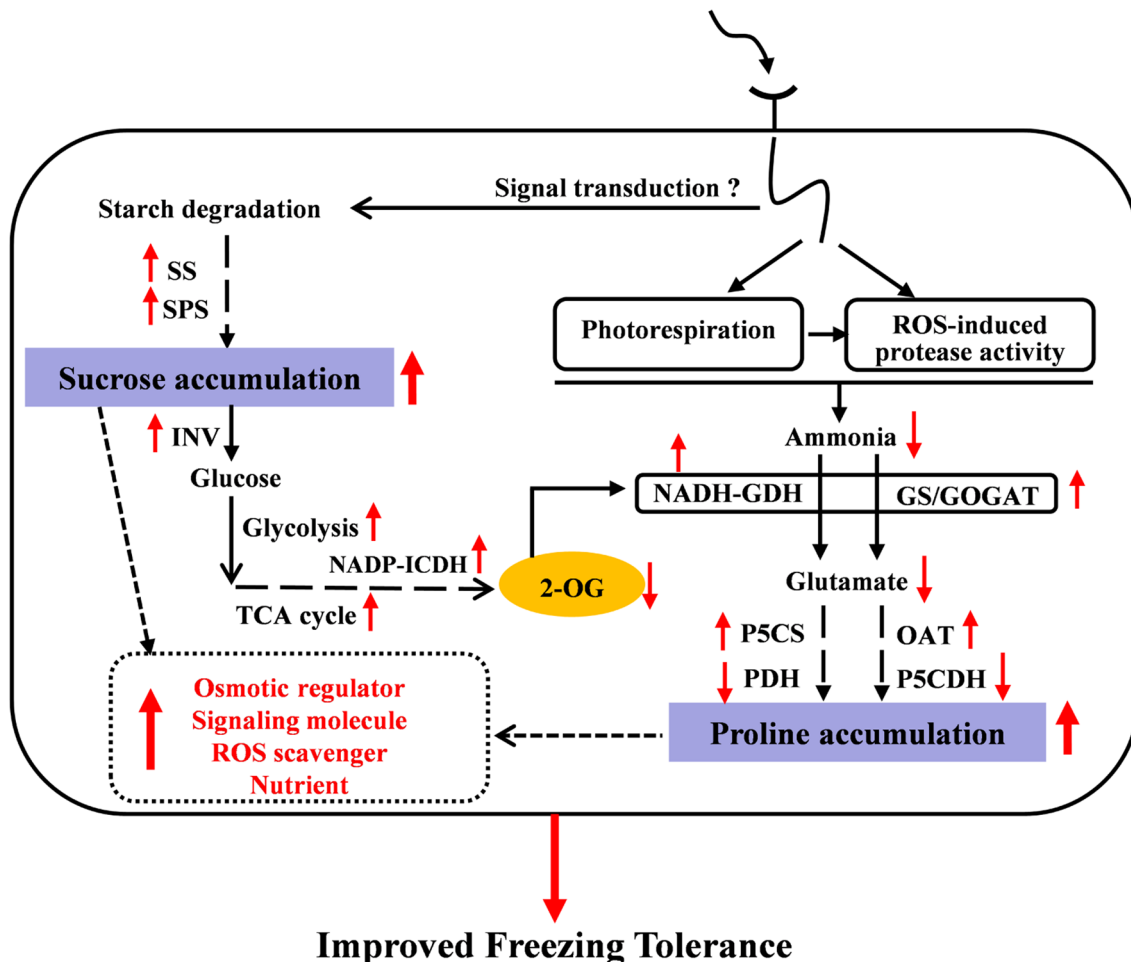 Signal transduction ?
Starch degradation
SS
SPS
Sucrose accumulation
INV
Glucose
Glycolysis
NADP-ICDH
TCA cycle
2-OG
Photorespiration
ROS-induced
protease activity
Ammonia
NADH-GDH
GS/GOGAT
Glutamate
P5CS
OAT
PDH
P5CDH
Proline accumulation
Osmotic regulator
Signaling molecule
ROS scavenger
Nutrient
Improved Freezing Tolerance